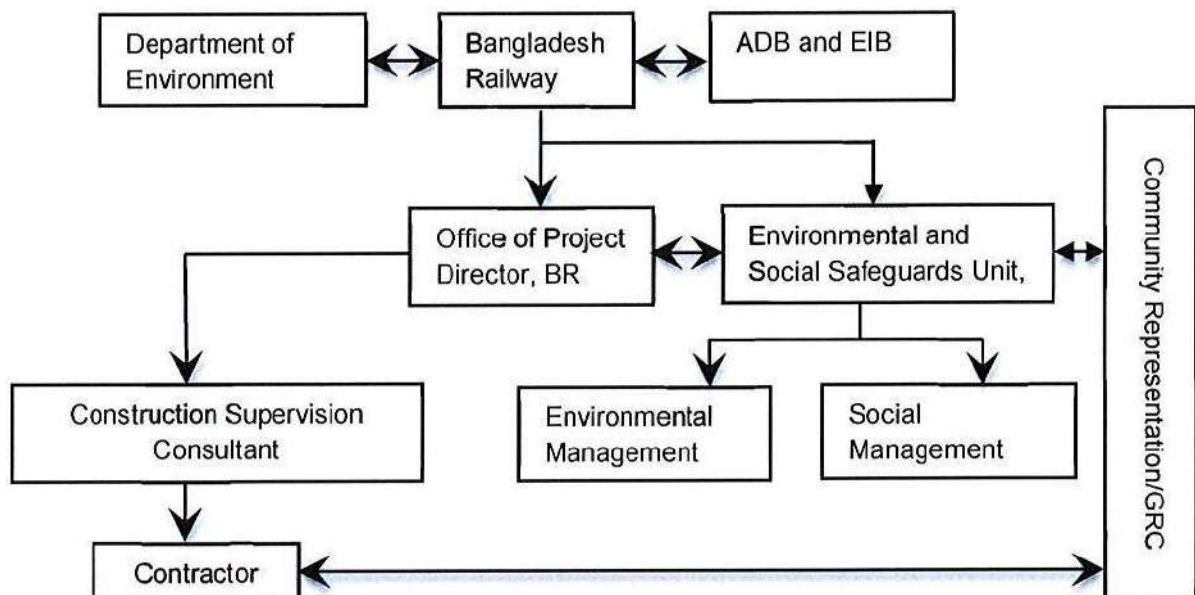 Department of
Environment
Bangladesh
Railway
ADB and EIB
Office of Project
Director, BR
Environmental and
Social Safeguards Unit,
Community Representation/GRC
Construction Supervision
Consultant
Environmental
Management
Social
Management
Contractor